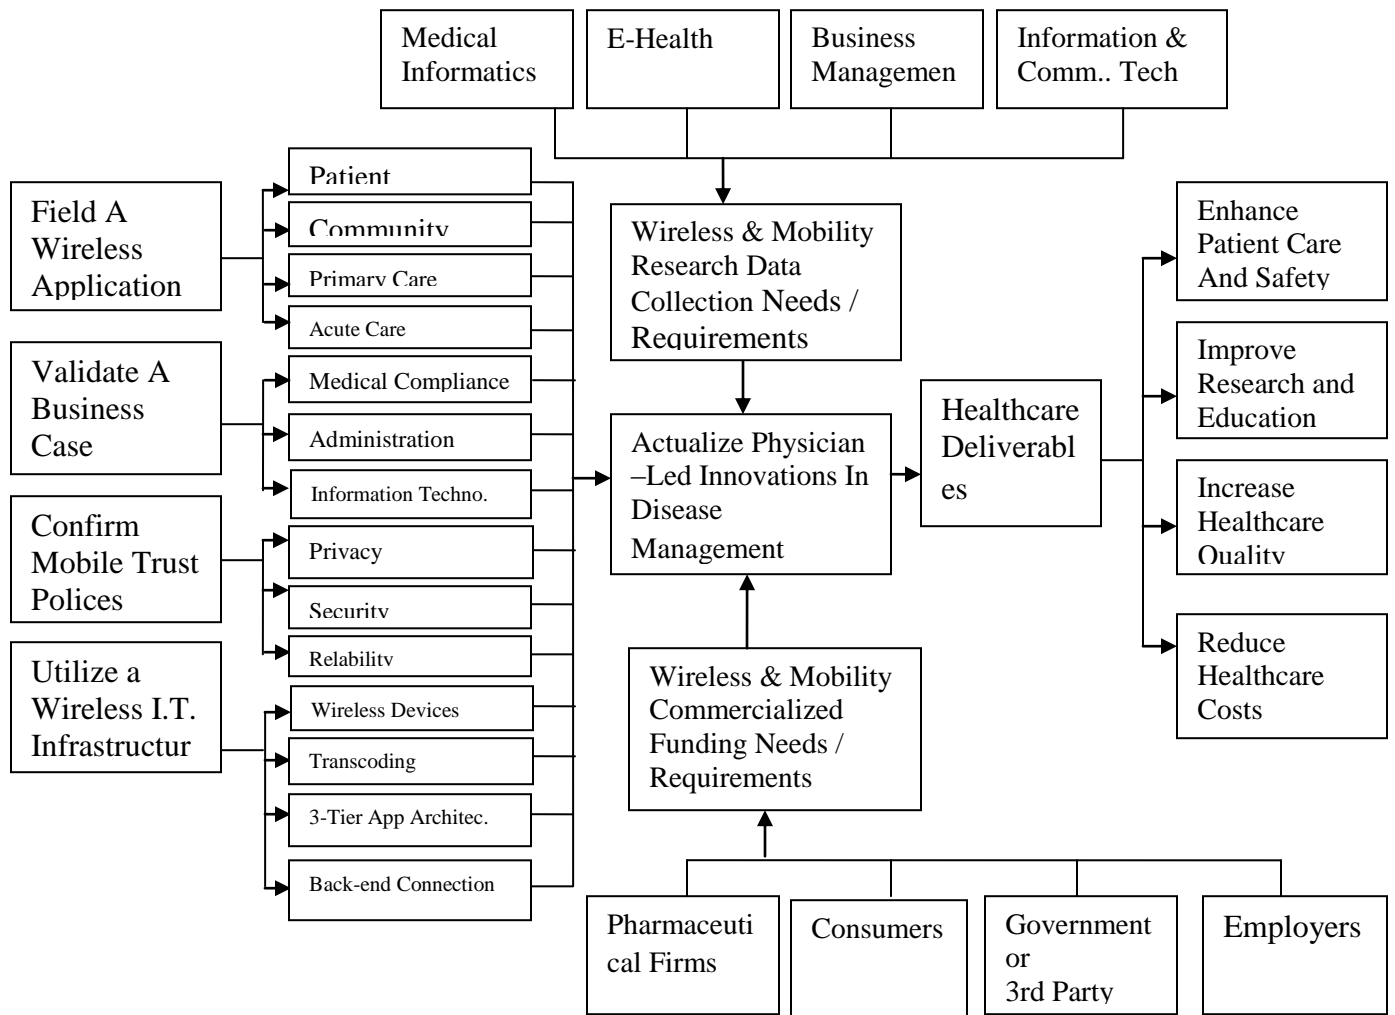 Medical
Informatics
E-Health
Business
Managemen
Information &
Comm.. Tech
Field A
Wireless
Application
Validate A
Business
Case
Confirm
Mobile Trust
Polices
Utilize a
Wireless I.T.
Infrastructur
Patient
Community
Primary Care
Acute Care
Medical Compliance
Administration
Information Techno.
Privacy
Security
Relability
Wireless Devices
Transcoding
3-Tier App Architec.
Back-end Connection
Wireless & Mobility
Research Data
Collection Needs /
Requirements
Actualize Physician
–Led Innovations In
Disease
Management
Wireless & Mobility
Commercialized
Funding Needs /
Requirements
Healthcare
Deliverabl
es
Enhance
Patient Care
And Safety
Improve
Research and
Education
Increase
Healthcare
Quality
Reduce
Healthcare
Costs
Pharmaceuti
cal Firms
Consumers
Government
or
3rd Party
Employers